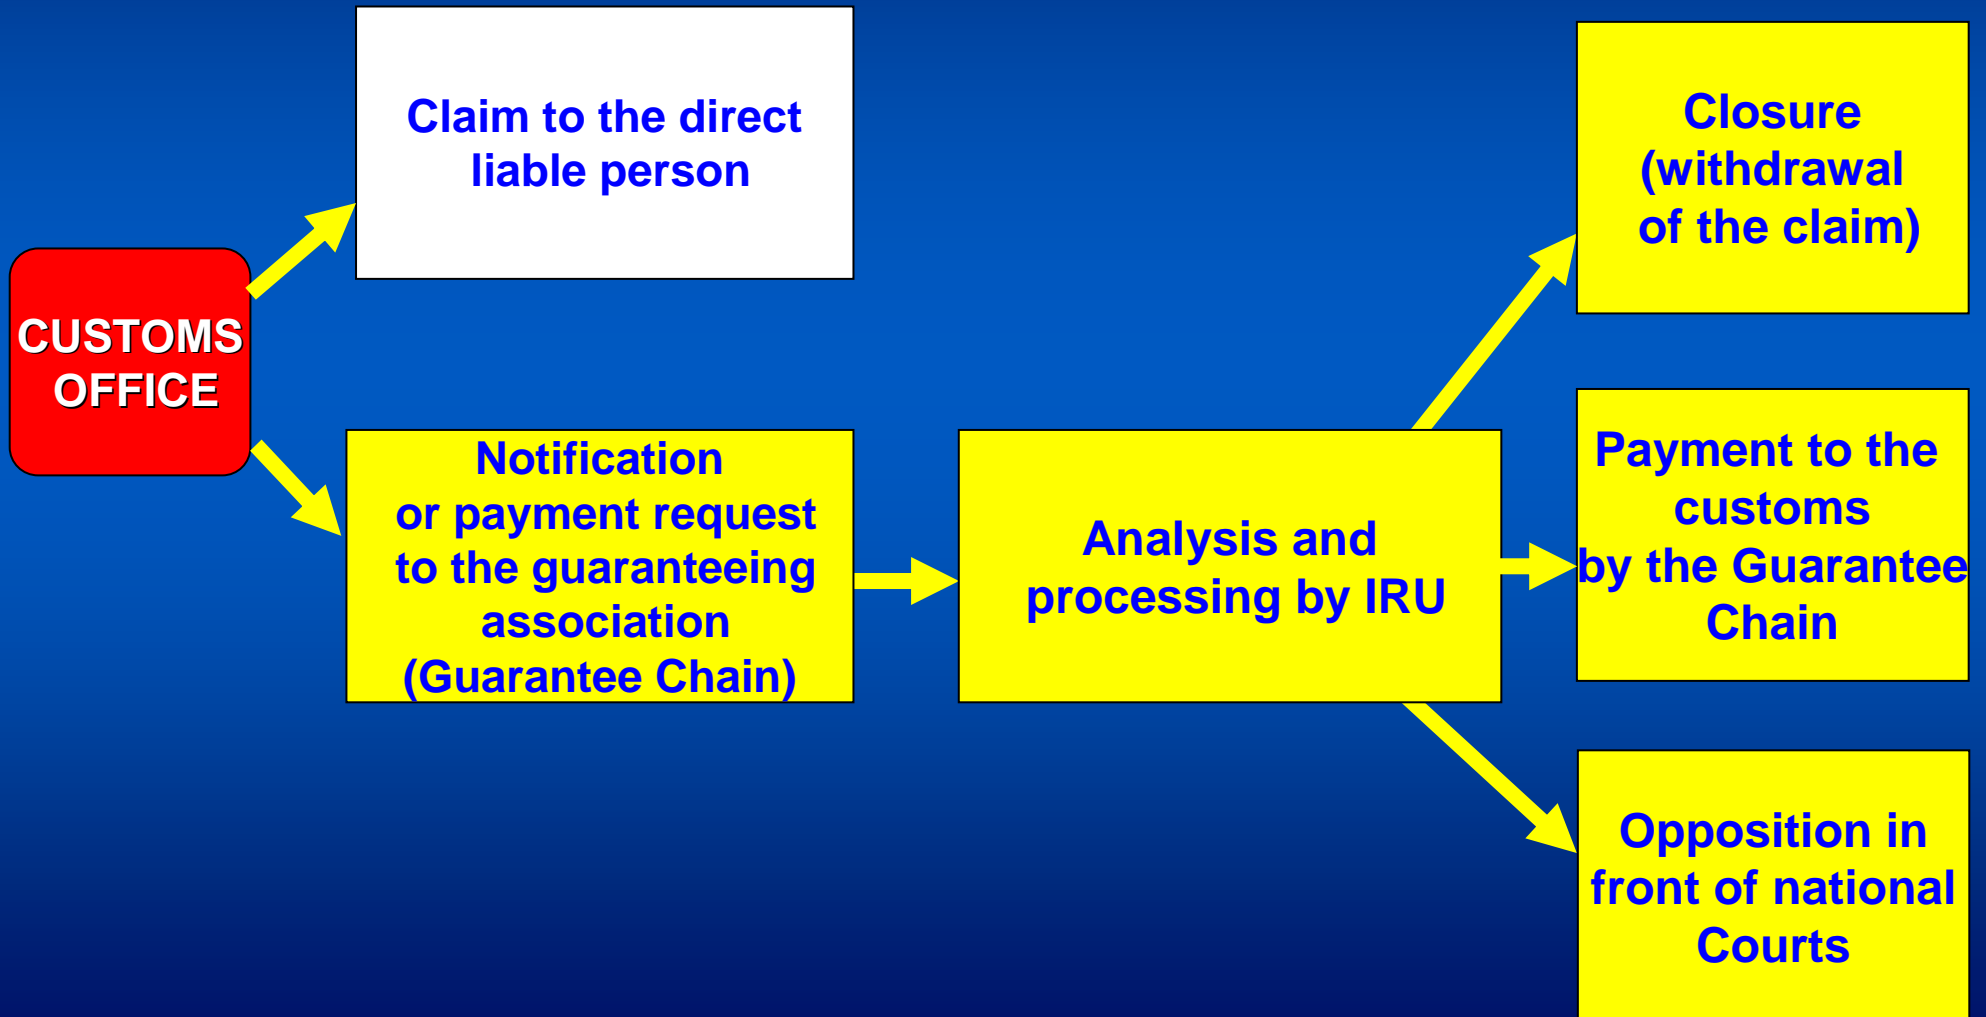 CUSTOMS
OFFICE
Claim to the direct
liable person
Notification
or payment request
to the guaranteeing
association
(Guarantee Chain)
Analysis and
processing by IRU
Closure
(withdrawal
of the claim)
Payment to the
customs
by the Guarantee
Chain
Opposition in
front of national
Courts